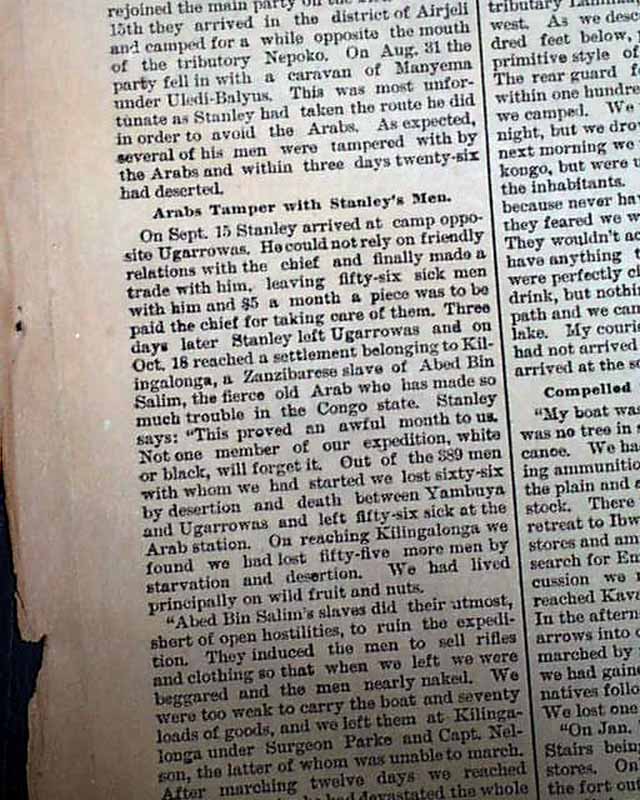 rejoined the main party on the
15th they arrived in the district of Airjeli
and camped for a while opposite the mouth
of the tributory Nepoko. On Aug. 31 the
party fell in with a caravan of Manyema
under Uledi-Balyus. This was most unfor-
tunate as Stanley had taken the route he did
in order to avoid the Arabs. As expected,
several of his men were tampered with by
the Arabs and within three days twenty-six
had deserted.
Arabs Tamper with Stanley's Men.
On Sept. 15 Stanley arrived at camp oppo-
site Ugarrowas. He could not rely on friendly
relations with the chief and finally made a
trade with him, leaving fifty-six sick men
with him and $5 a month a piece was to be
paid the chief for taking care of them. Three
days later Stanley left Ugarrowas and on
Oct. 18 reached a settlement belonging to Kil-
ingalonga, a Zanzibarese slave of Abed Bin
Salim, the fierce old Arab who has made so
much trouble in the Congo state. Stanley
says: "This proved an awful month to us.
Not one member of our expedition, white
or black, will forget it. Out of the 389 men
with whom we had started we lost sixty-six
by desertion and death between Yambuya
and Ugarrowas and left fifty-six sick at the
Arab station. On reaching Kilingalonga we
found we had lost fifty-five more men by
starvation and desertion. We had lived
principally on wild fruit and nuts.
"Abed Bin Salim's slaves did their utmost,
short of open hostilities, to ruin the expedi-
tion. They induced the men to sell rifles
and clothing so that when we left we were
beggared and the men nearly naked. We
were too weak to carry the boat and seventy
loads of goods, and we left them at Kilinga-
longa under Surgeon Parke and Capt. Nel-
son, the latter of whom was unable to march.
After marching twelve days we reached
had devastated the whole
tributary
west. As we desc
dred feet below,
primitive style of
The rear guard
within one hundre
we camped. We
night, but we dro
next morning we
kongo, but were u
the inhabitants.
because never ha
they feared we w
They wouldn't ac
have anything t
were perfectly ci
drink, but nothi
path and we can
lake. My couri
had not arrived
arrived at the s
Compelled
"My boat wa
was no tree in s
canoe. We ha
ing ammunitio
the plain and
stock. There
retreat to Ibw
stores and am
search for Em
cussion we
reached Kava
In the aftern
arrows into
marched by
we had gain
natives follo
We lost one
"On Jan.
Stairs being
stores. On
the fort ou